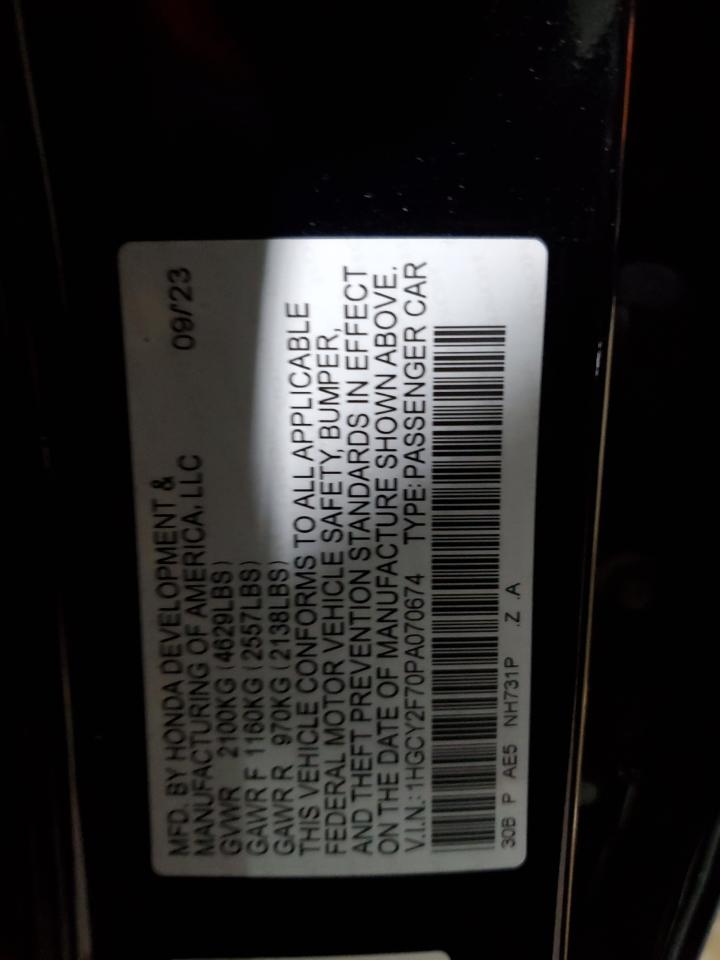 MFD. BY HONDA DEVELOPMENT &
MANUFACTURING OF AMERICA, LLC 09/'23
GVWR 2100KG (4629LBS)
GAWR F 1160KG (2557LBS)
GAWR R 970KG (2138LBS)
THIS VEHICLE CONFORMS TO ALL APPLICABLE
FEDERAL MOTOR VEHICLE SAFETY, BUMPER,
AND THEFT PREVENTION STANDARDS IN EFFECT
ON THE DATE OF MANUFACTURE SHOWN ABOVE.
V.I.N.: 1HGCY2F70PA070674 TYPE: PASSENGER CAR
30B P AE5 NH731P .Z .A